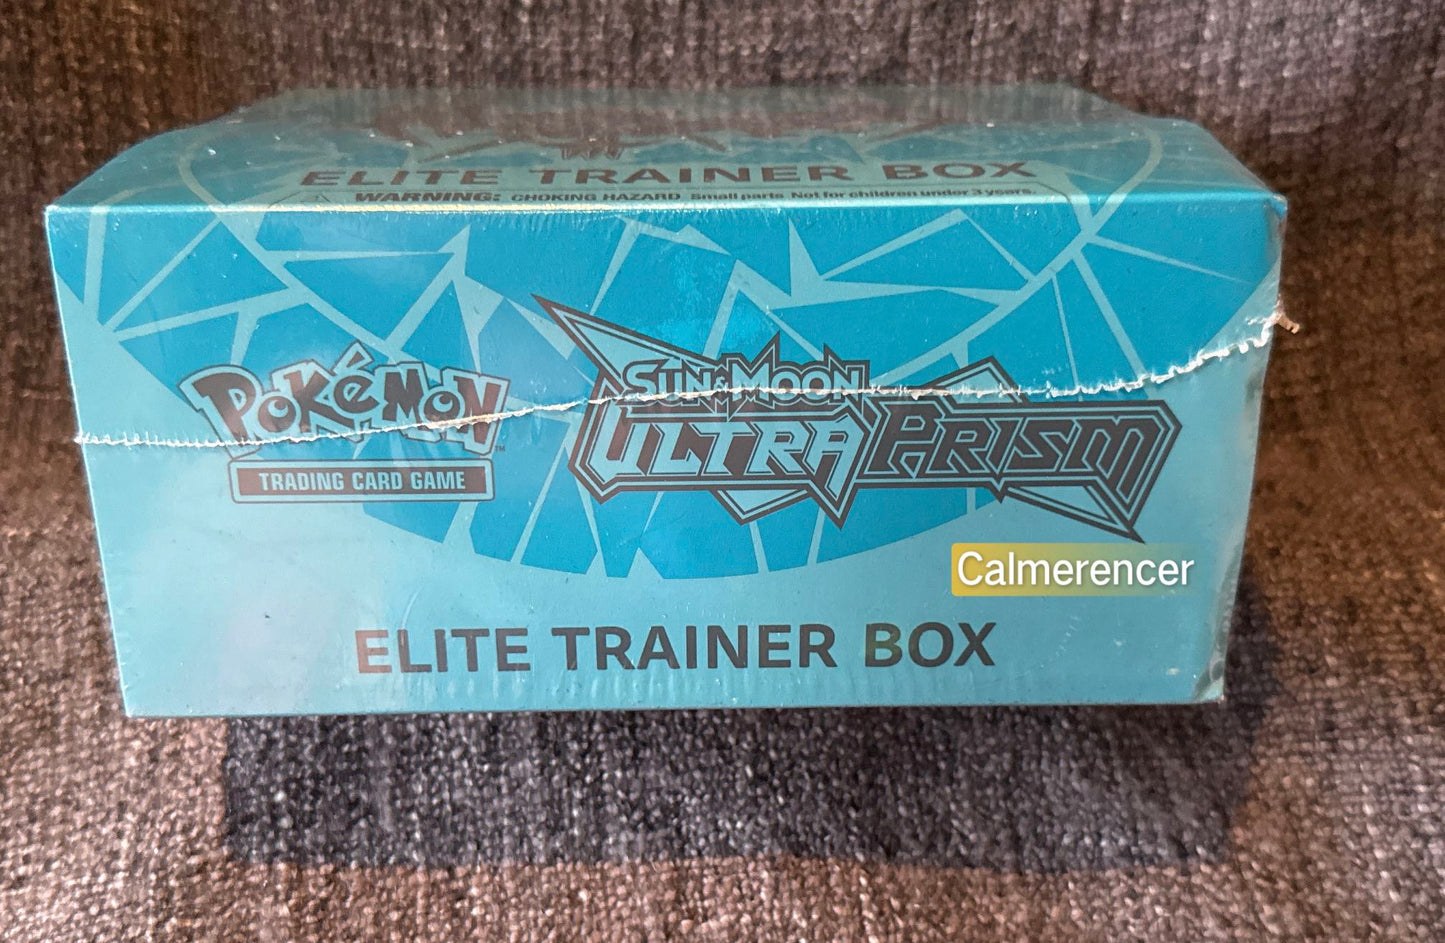 ELITE TRAINER BOX
WARNING: CHOKING HAZARD Small parts. Not for children under 3 years.
POKÉMON™
TRADING CARD GAME
SUN & MOON
ULTRA PRISM
Calmerencer
ELITE TRAINER BOX